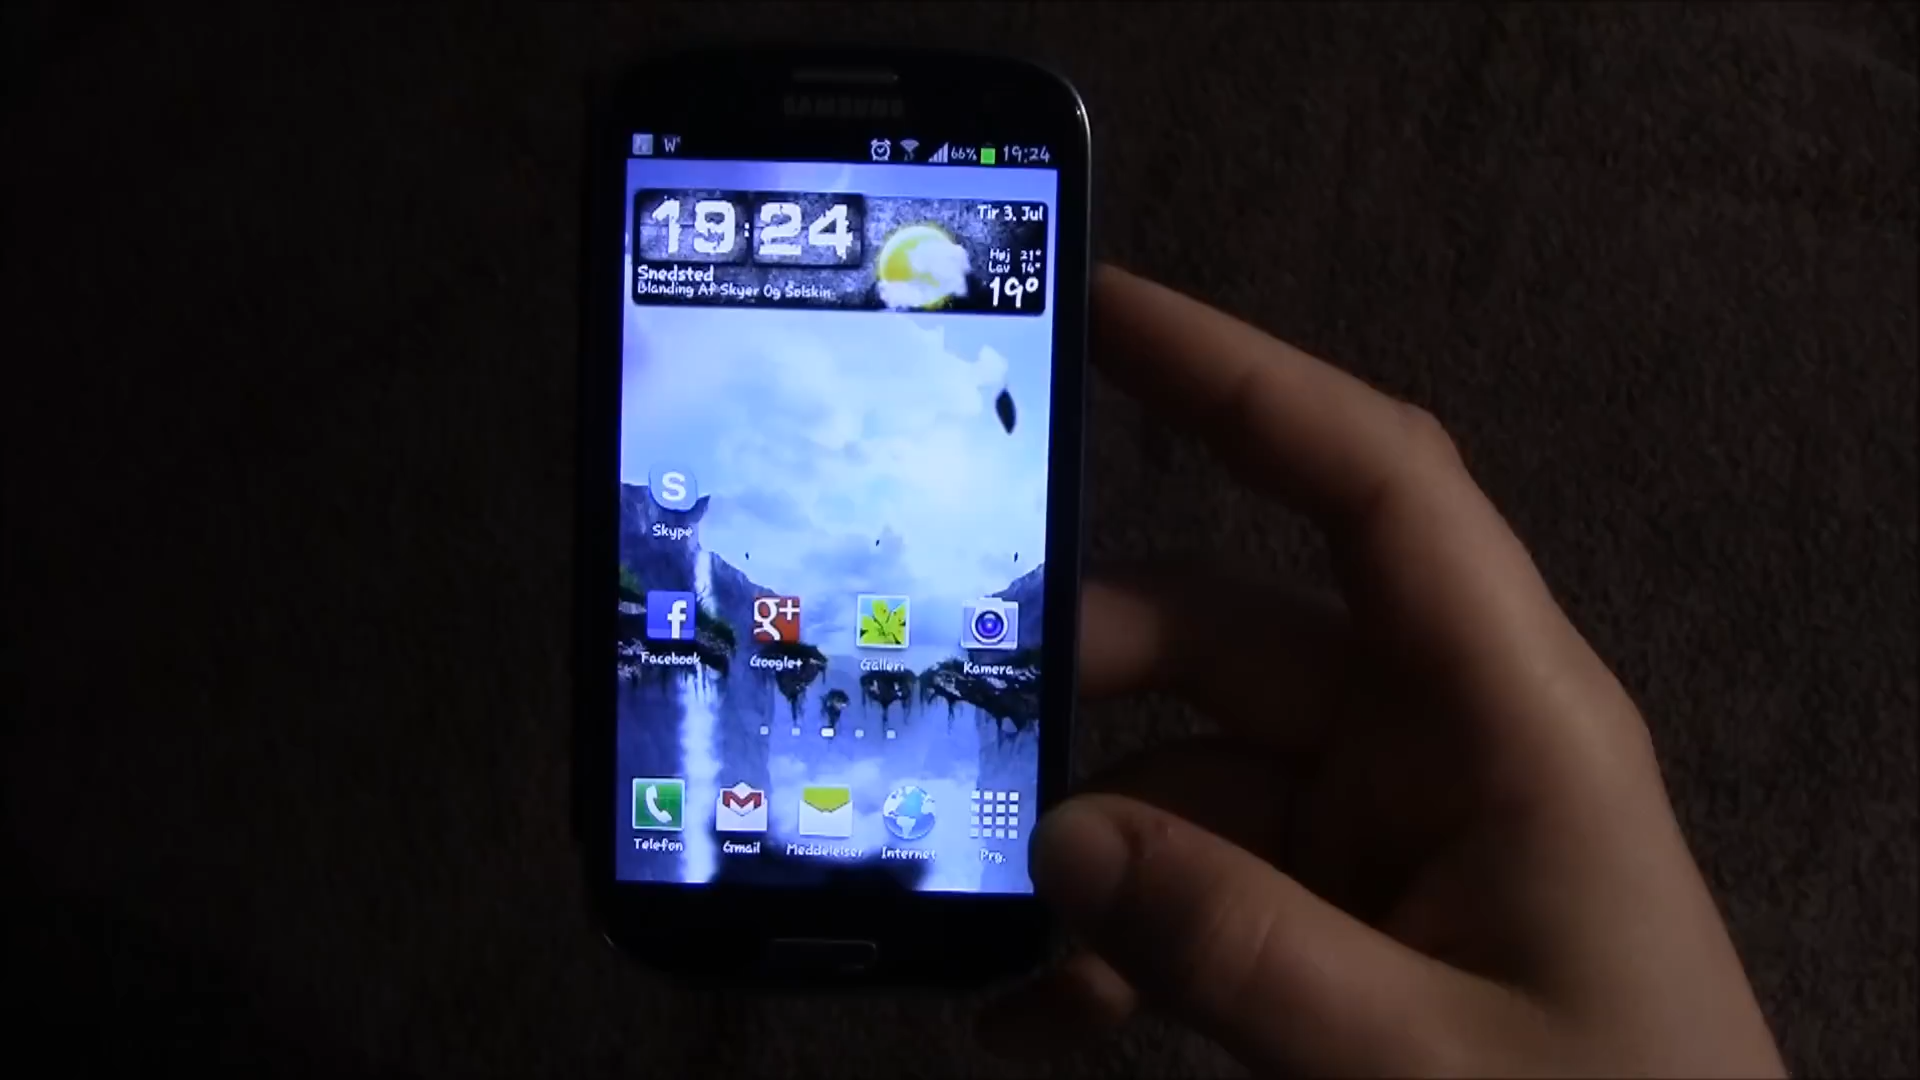 SAMSUNG
66% 19:24
19:24
Tir 3. Jul
Høj 21°
Lav 14°
19°
Snedsted
Blanding Af Skyer Og Solskin
Skype
Facebook Google+ Galleri Kamera
Telefon Gmail Meddelelser Internet Prg.